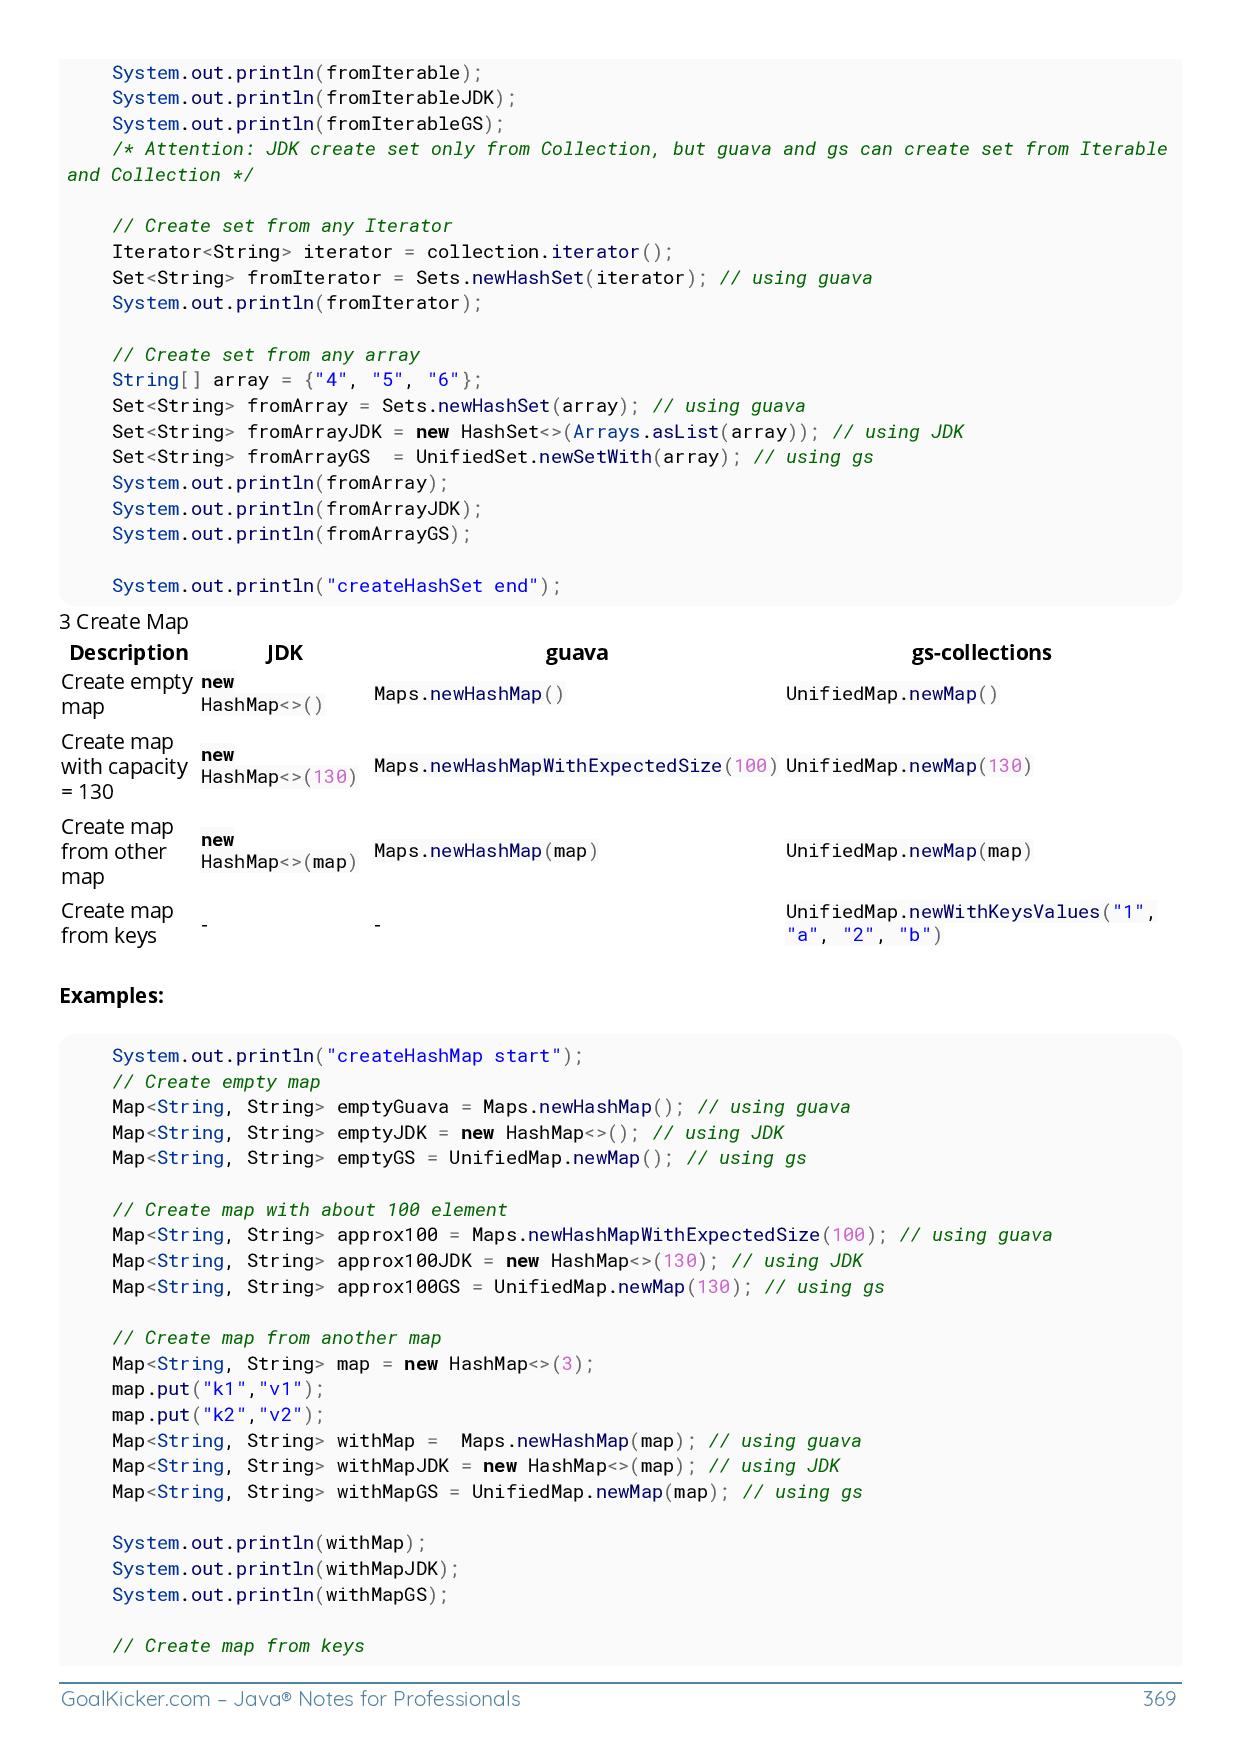 System.out.println(fromIterable);
System.out.println(fromIterableJDK);
System.out.println(fromIterableGS);
/* Attention: JDK create set only from Collection, but guava and gs can create set from Iterable
and Collection */
// Create set from any Iterator
Iterator<String> iterator = collection.iterator();
Set<String> fromIterator = Sets.newHashSet(iterator); // using guava
System.out.println(fromIterator);
// Create set from any array
String[] array = {"4", "5", "6"};
Set<String> fromArray = Sets.newHashSet(array); // using guava
Set<String> fromArrayJDK = new HashSet<>(Arrays.asList(array)); // using JDK
Set<String> fromArrayGS  = UnifiedSet.newSetWith(array); // using gs
System.out.println(fromArray);
System.out.println(fromArrayJDK);
System.out.println(fromArrayGS);
System.out.println("createHashSet end");
3 Create Map
Description JDK guava gs-collections
Create empty
map
new
HashMap<>()
Maps.newHashMap()
UnifiedMap.newMap()
Create map
with capacity
= 130
new
HashMap<>(130)
Maps.newHashMapWithExpectedSize(100)
UnifiedMap.newMap(130)
Create map
from other
map
new
HashMap<>(map)
Maps.newHashMap(map)
UnifiedMap.newMap(map)
Create map
from keys
-
-
UnifiedMap.newWithKeysValues("1",
"a", "2", "b")
Examples:
System.out.println("createHashMap start");
// Create empty map
Map<String, String> emptyGuava = Maps.newHashMap(); // using guava
Map<String, String> emptyJDK = new HashMap<>(); // using JDK
Map<String, String> emptyGS = UnifiedMap.newMap(); // using gs
// Create map with about 100 element
Map<String, String> approx100 = Maps.newHashMapWithExpectedSize(100); // using guava
Map<String, String> approx100JDK = new HashMap<>(130); // using JDK
Map<String, String> approx100GS = UnifiedMap.newMap(130); // using gs
// Create map from another map
Map<String, String> map = new HashMap<>(3);
map.put("k1","v1");
map.put("k2","v2");
Map<String, String> withMap =  Maps.newHashMap(map); // using guava
Map<String, String> withMapJDK = new HashMap<>(map); // using JDK
Map<String, String> withMapGS = UnifiedMap.newMap(map); // using gs
System.out.println(withMap);
System.out.println(withMapJDK);
System.out.println(withMapGS);
// Create map from keys
GoalKicker.com – Java® Notes for Professionals 369